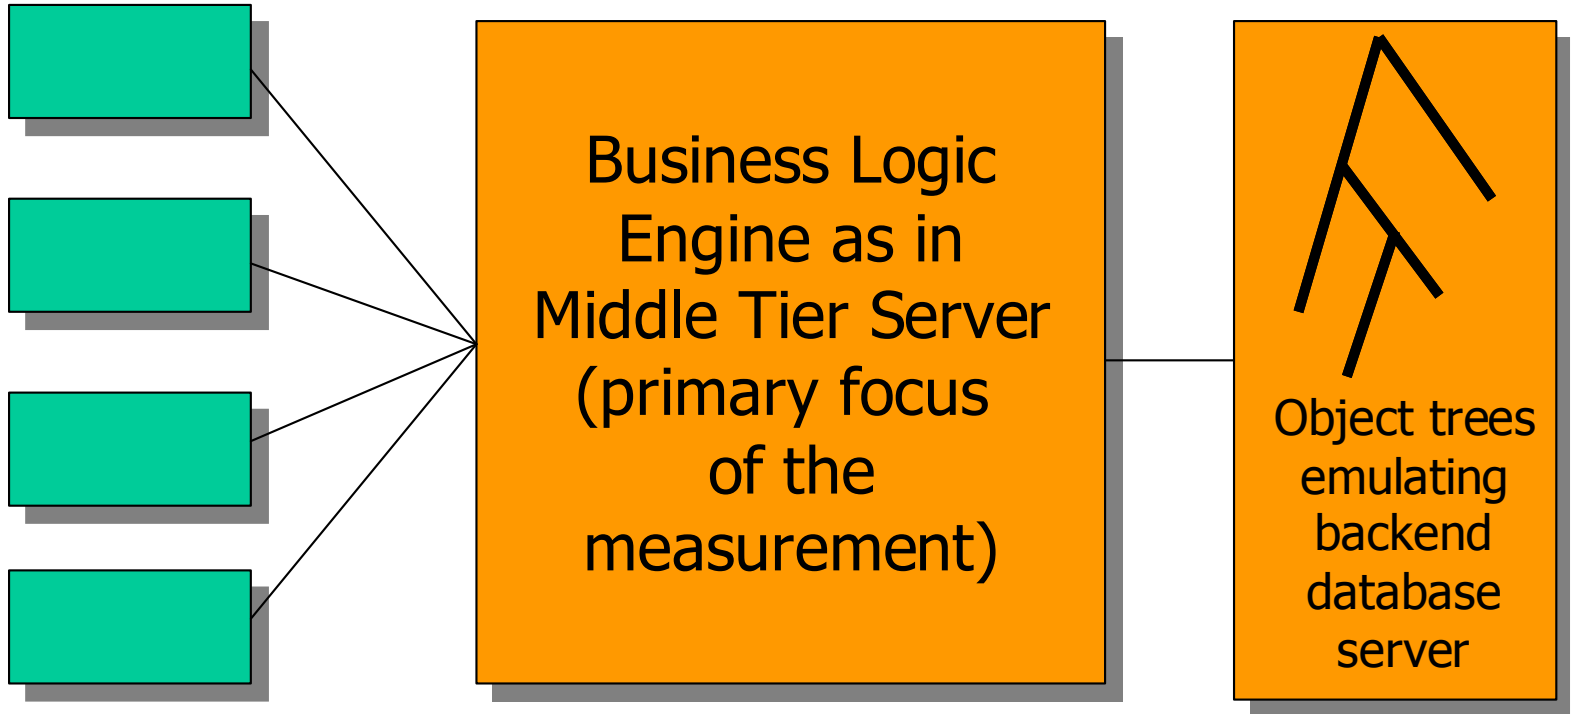 Business Logic
Engine as in
Middle Tier Server
(primary focus
of the
measurement)
Object trees
emulating
backend
database
server